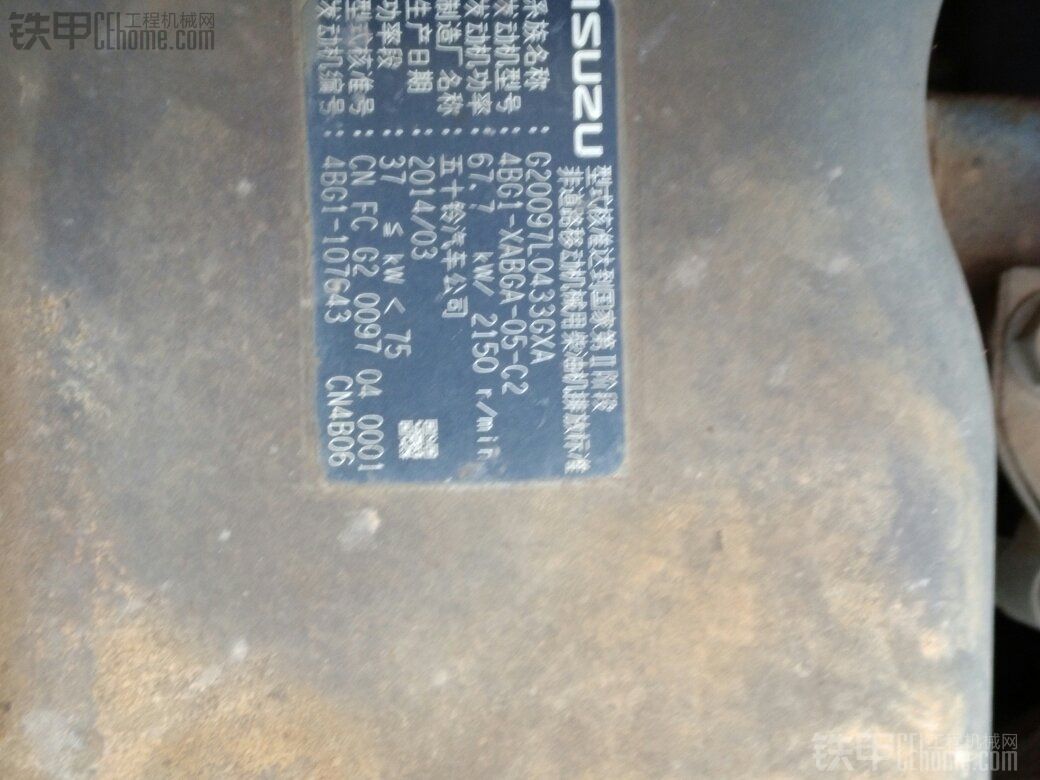 铁甲 工程机械网
CEhome.com
ISUZU
型式核准达到国家第Ⅱ阶段
非道路移动机械用柴油机排放标准
系族名称 : G20097L0433GXA
发动机型号: 4BG1-XABGA-05-C2
发动机功率: 67.7 kW/ 2150 r/min
制造厂名称: 五十铃汽车公司
生产日期 : 2014/03
功率段 : 37 ≤ kW < 75
型式核准号: CN FC G2 0097 04 0001
发动机编号: 4BG1-107643 CN4B06
铁甲 工程机械网
CEhome.com